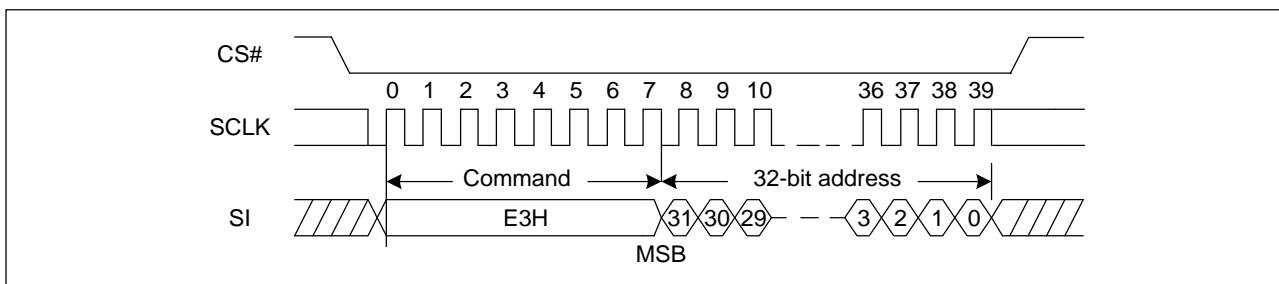 CS#
0 1 2 3 4 5 6 7 8 9 10 36 37 38 39
SCLK
Command 32-bit address
SI E3H 31 30 29 3 2 1 0
MSB